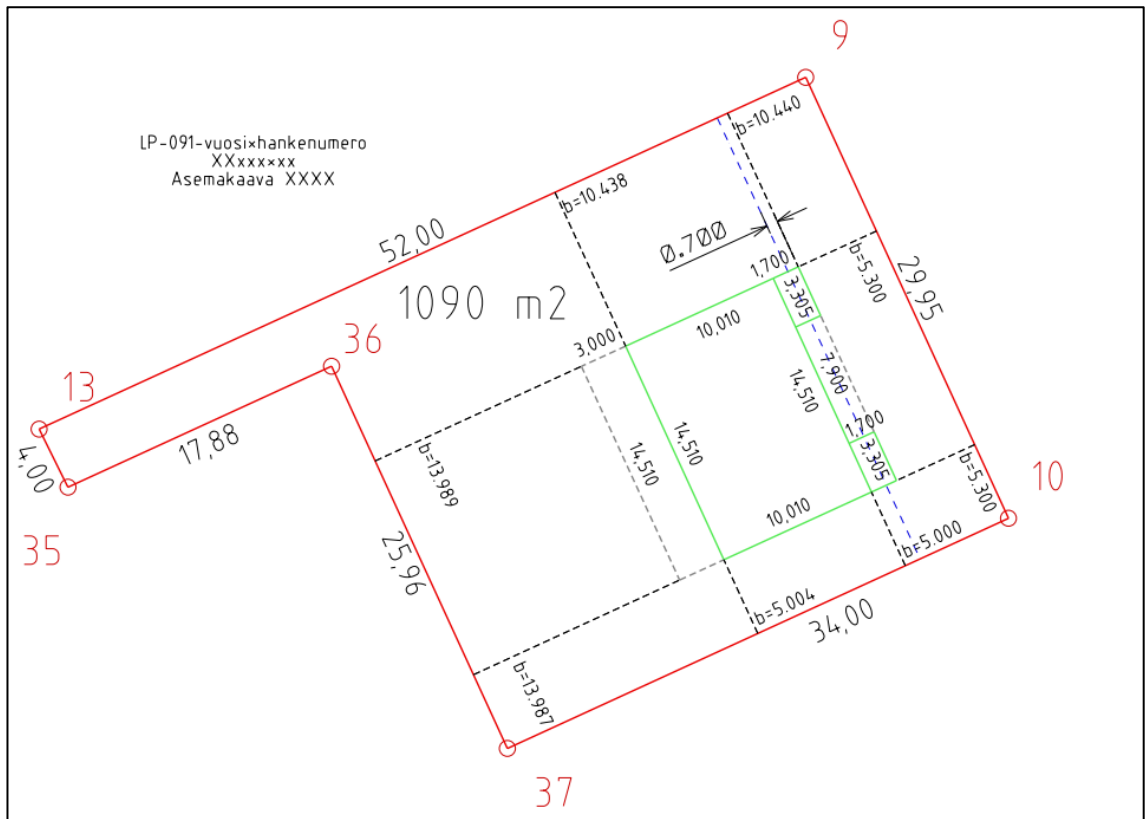 9
LP-091-vuosi×hankenumero
XXxxx×xx
Asemakaava XXXX
b=10.440
b=10.438
52,00
Ø.7ØØ
1,700
b=5.300
29,95
3,305
1090 m2
10,010
36
3,000
7,900
13
14,510
1,700
17,88
14,510
14,510
b=13.989
3,305
4,00
10
b=5.300
35
10,010
25,96
b=5.000
b=5.004
34,00
b=13.987
37